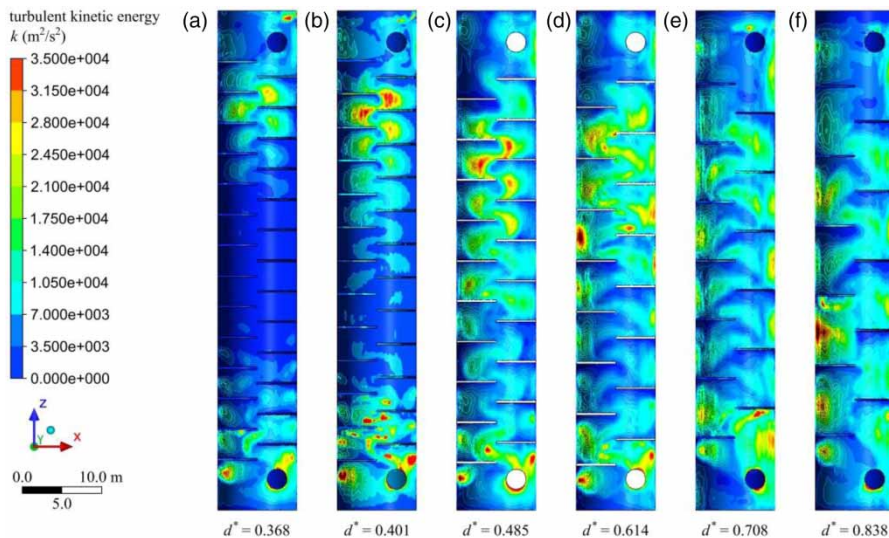 turbulent kinetic energy
k (m²/s²)
3.500e+004
3.150e+004
2.800e+004
2.450e+004
2.100e+004
1.750e+004
1.400e+004
1.050e+004
7.000e+003
3.500e+003
0.000e+000
Z
Y
X
0.0
10.0 m
5.0
(a)
(b)
(c)
(d)
(e)
(f)
d* = 0.368
d* = 0.401
d* = 0.485
d* = 0.614
d* = 0.708
d* = 0.838